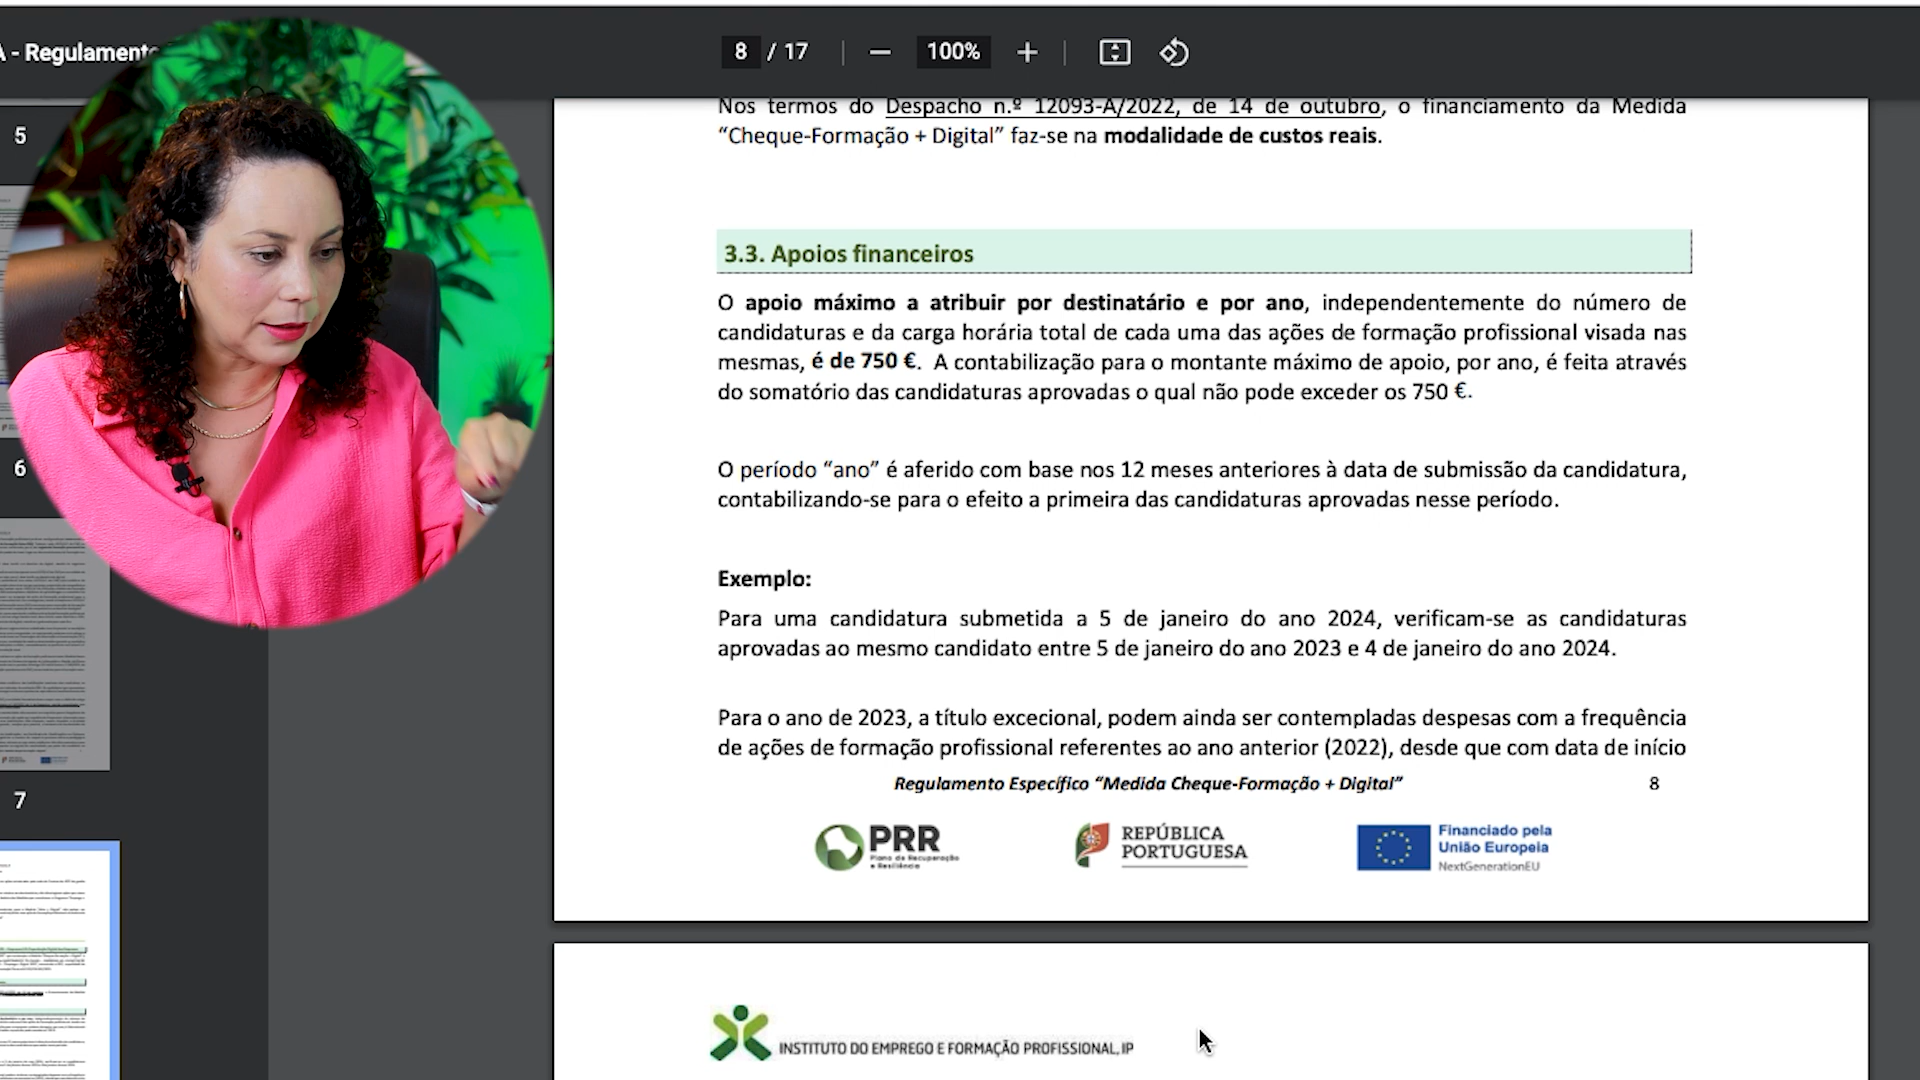 A - Regulamento
8 / 17
100%
5
6
7
Nos termos do Despacho n.º 12093-A/2022, de 14 de outubro, o financiamento da Medida
“Cheque-Formação + Digital” faz-se na modalidade de custos reais.
3.3. Apoios financeiros
O apoio máximo a atribuir por destinatário e por ano, independentemente do número de
candidaturas e da carga horária total de cada uma das ações de formação profissional visada nas
mesmas, é de 750 €. A contabilização para o montante máximo de apoio, por ano, é feita através
do somatório das candidaturas aprovadas o qual não pode exceder os 750 €.
O período “ano” é aferido com base nos 12 meses anteriores à data de submissão da candidatura,
contabilizando-se para o efeito a primeira das candidaturas aprovadas nesse período.
Exemplo:
Para uma candidatura submetida a 5 de janeiro do ano 2024, verificam-se as candidaturas
aprovadas ao mesmo candidato entre 5 de janeiro do ano 2023 e 4 de janeiro do ano 2024.
Para o ano de 2023, a título excecional, podem ainda ser contempladas despesas com a frequência
de ações de formação profissional referentes ao ano anterior (2022), desde que com data de início
Regulamento Específico “Medida Cheque-Formação + Digital”
8
PRR
Plano de Recuperação
e Resiliência
REPÚBLICA
PORTUGUESA
Financiado pela
União Europeia
NextGenerationEU
INSTITUTO DO EMPREGO E FORMAÇÃO PROFISSIONAL, IP